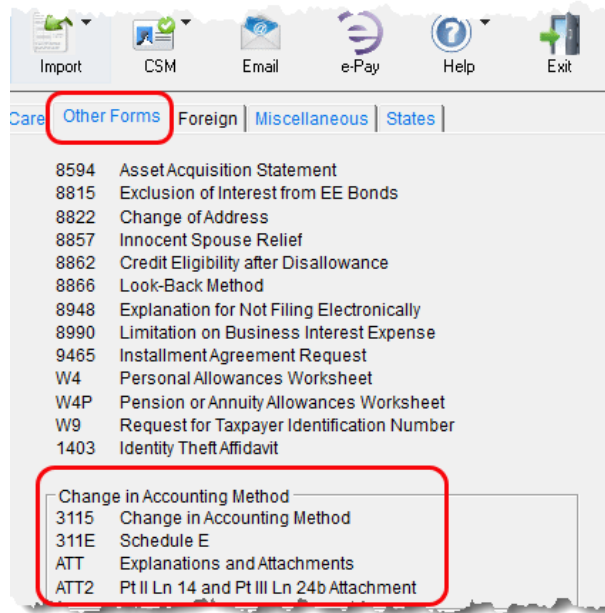 Import CSM Email e-Pay Help Exit
Care Other Forms Foreign Miscellaneous States
8594 Asset Acquisition Statement
8815 Exclusion of Interest from EE Bonds
8822 Change of Address
8857 Innocent Spouse Relief
8862 Credit Eligibility after Disallowance
8866 Look-Back Method
8948 Explanation for Not Filing Electronically
8990 Limitation on Business Interest Expense
9465 Installment Agreement Request
W4 Personal Allowances Worksheet
W4P Pension or Annuity Allowances Worksheet
W9 Request for Taxpayer Identification Number
1403 Identity Theft Affidavit
Change in Accounting Method
3115 Change in Accounting Method
311E Schedule E
ATT Explanations and Attachments
ATT2 Pt II Ln 14 and Pt III Ln 24b Attachment